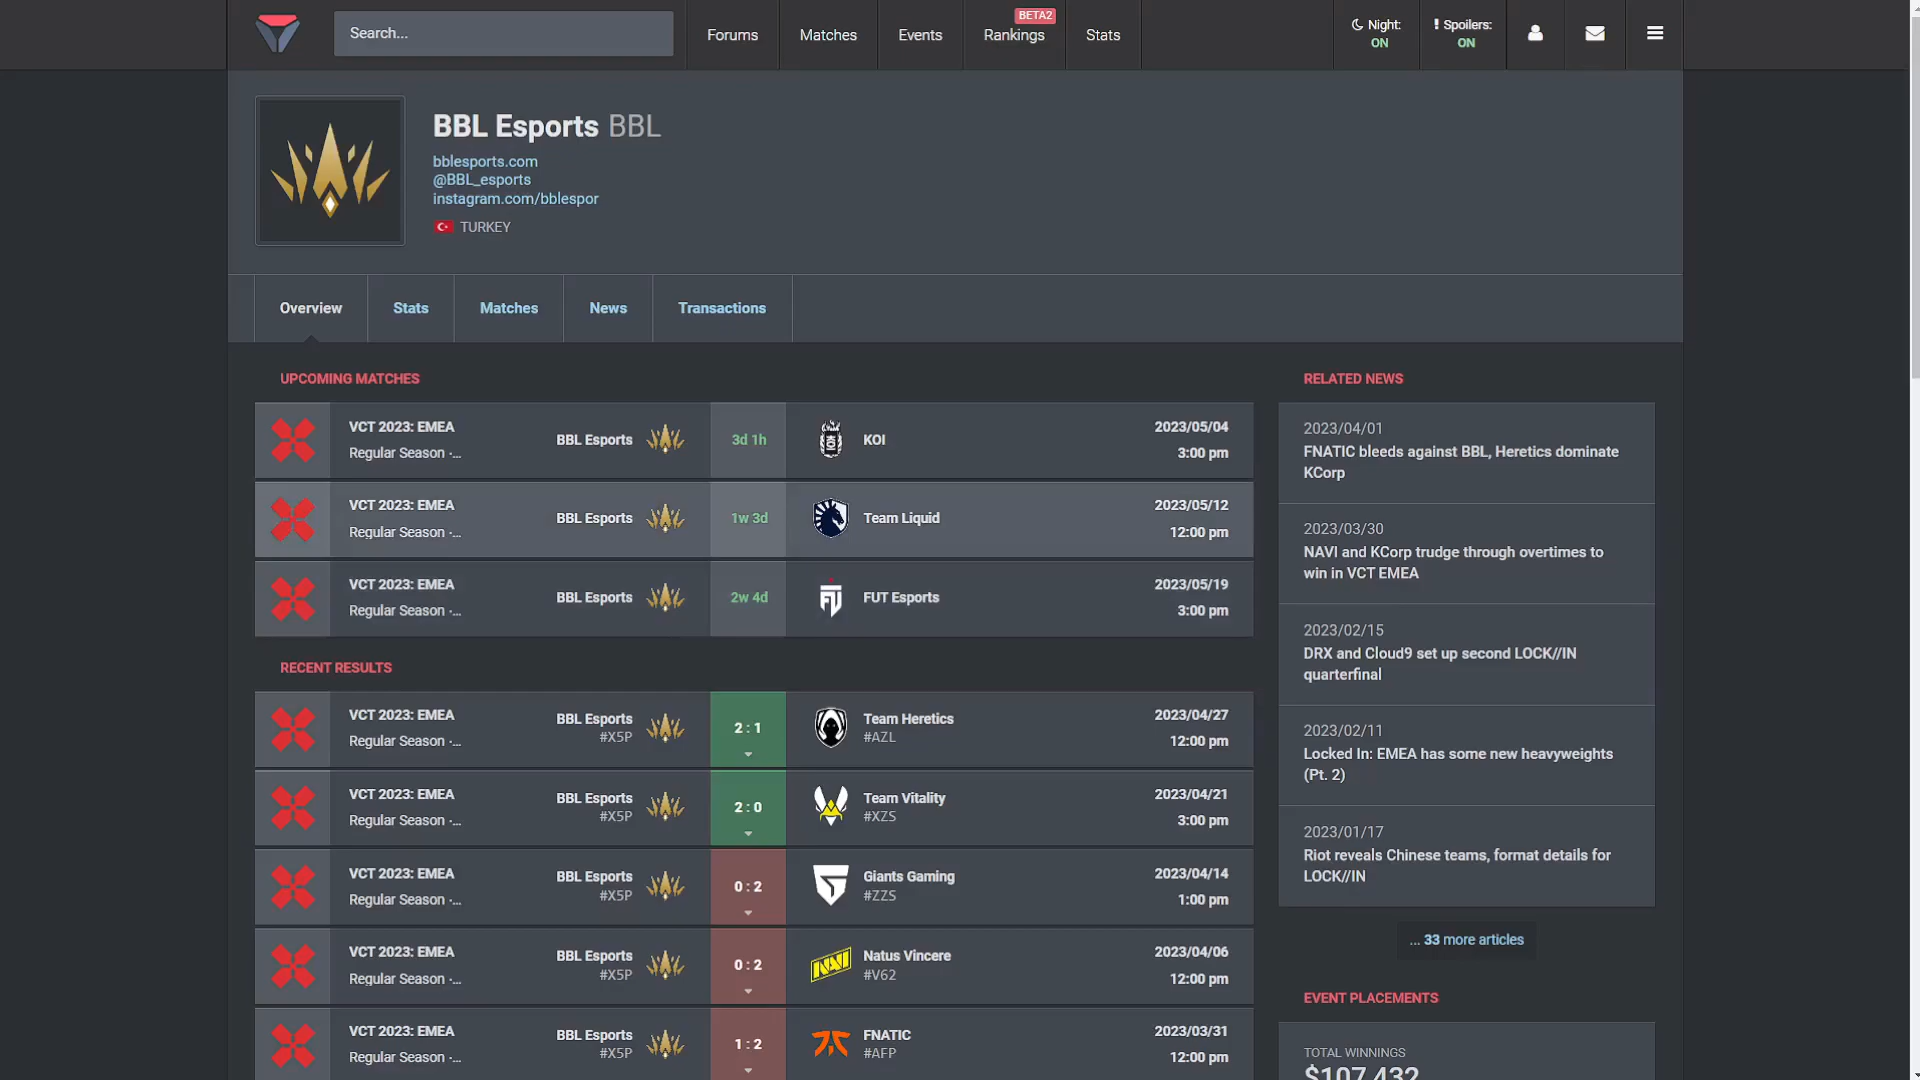 Search...
Forums
Matches
Events
BETA2
Rankings
Stats
Night:
ON
Spoilers:
ON
BBL Esports BBL
bblesports.com
@BBL_esports
instagram.com/bblespor
TURKEY
Overview
Stats
Matches
News
Transactions
UPCOMING MATCHES
VCT 2023: EMEA
Regular Season -...
BBL Esports
3d 1h
KOI
2023/05/04
3:00 pm
VCT 2023: EMEA
Regular Season -...
BBL Esports
1w 3d
Team Liquid
2023/05/12
12:00 pm
VCT 2023: EMEA
Regular Season -...
BBL Esports
2w 4d
FUT Esports
2023/05/19
3:00 pm
RECENT RESULTS
VCT 2023: EMEA
Regular Season -...
BBL Esports
#X5P
2 : 1
Team Heretics
#AZL
2023/04/27
12:00 pm
VCT 2023: EMEA
Regular Season -...
BBL Esports
#X5P
2 : 0
Team Vitality
#XZS
2023/04/21
3:00 pm
VCT 2023: EMEA
Regular Season -...
BBL Esports
#X5P
0 : 2
Giants Gaming
#ZZS
2023/04/14
1:00 pm
VCT 2023: EMEA
Regular Season -...
BBL Esports
#X5P
0 : 2
Natus Vincere
#V62
2023/04/06
12:00 pm
VCT 2023: EMEA
Regular Season -...
BBL Esports
#X5P
1 : 2
FNATIC
#AFP
2023/03/31
12:00 pm
RELATED NEWS
2023/04/01
FNATIC bleeds against BBL, Heretics dominate
KCorp
2023/03/30
NAVI and KCorp trudge through overtimes to
win in VCT EMEA
2023/02/15
DRX and Cloud9 set up second LOCK//IN
quarterfinal
2023/02/11
Locked In: EMEA has some new heavyweights
(Pt. 2)
2023/01/17
Riot reveals Chinese teams, format details for
LOCK//IN
... 33 more articles
EVENT PLACEMENTS
TOTAL WINNINGS
$107,432